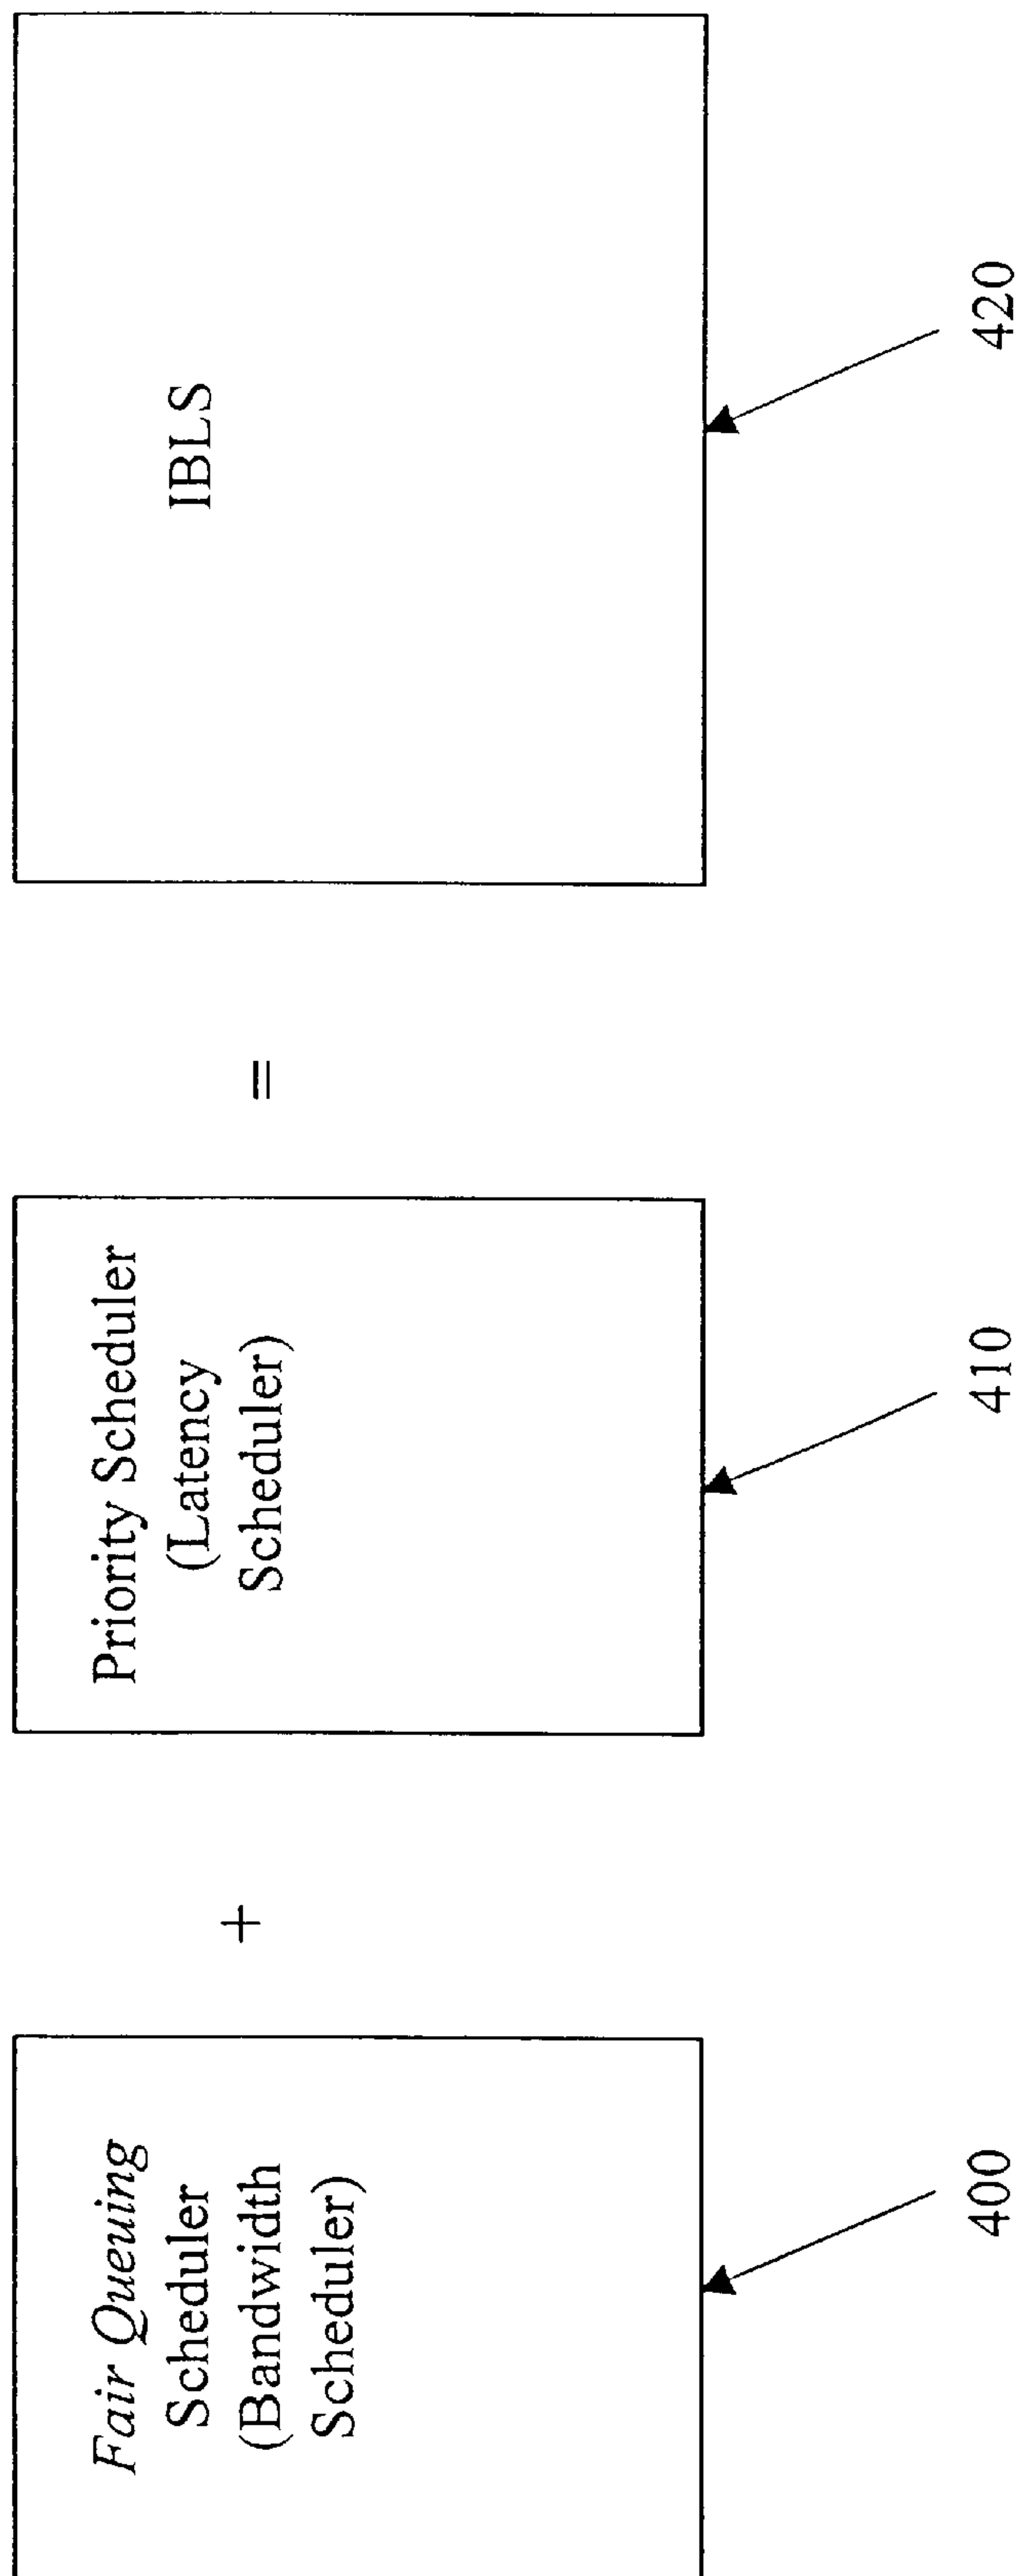 Fair Queuing
Scheduler
(Bandwidth
Scheduler)
+
Priority Scheduler
(Latency
Scheduler)
=
IBLS
400
410
420